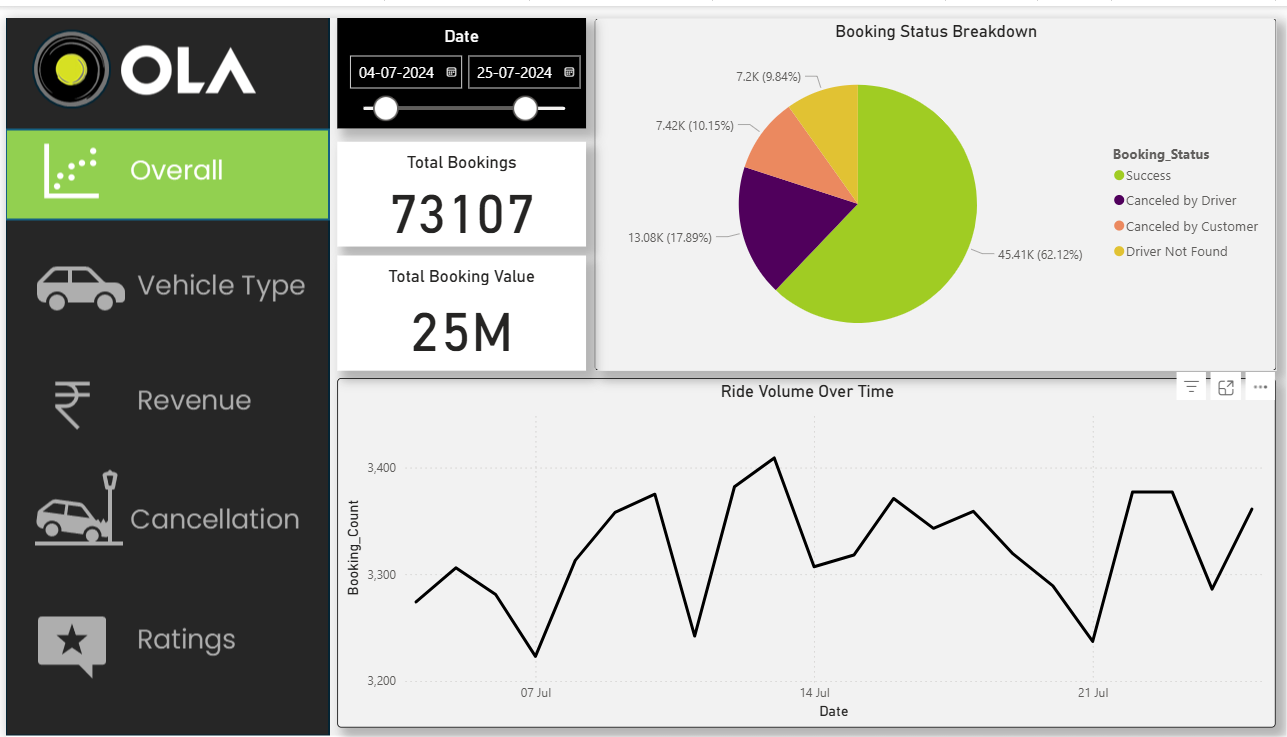 OLA
Overall
Vehicle Type
Revenue
Cancellation
Ratings
Date
04-07-2024
25-07-2024
Total Bookings
73107
Total Booking Value
25M
Booking Status Breakdown
7.2K (9.84%)
7.42K (10.15%)
13.08K (17.89%)
45.41K (62.12%)
Booking_Status
Success
Canceled by Driver
Canceled by Customer
Driver Not Found
Ride Volume Over Time
Booking_Count
3,400
3,300
3,200
07 Jul
14 Jul
21 Jul
Date